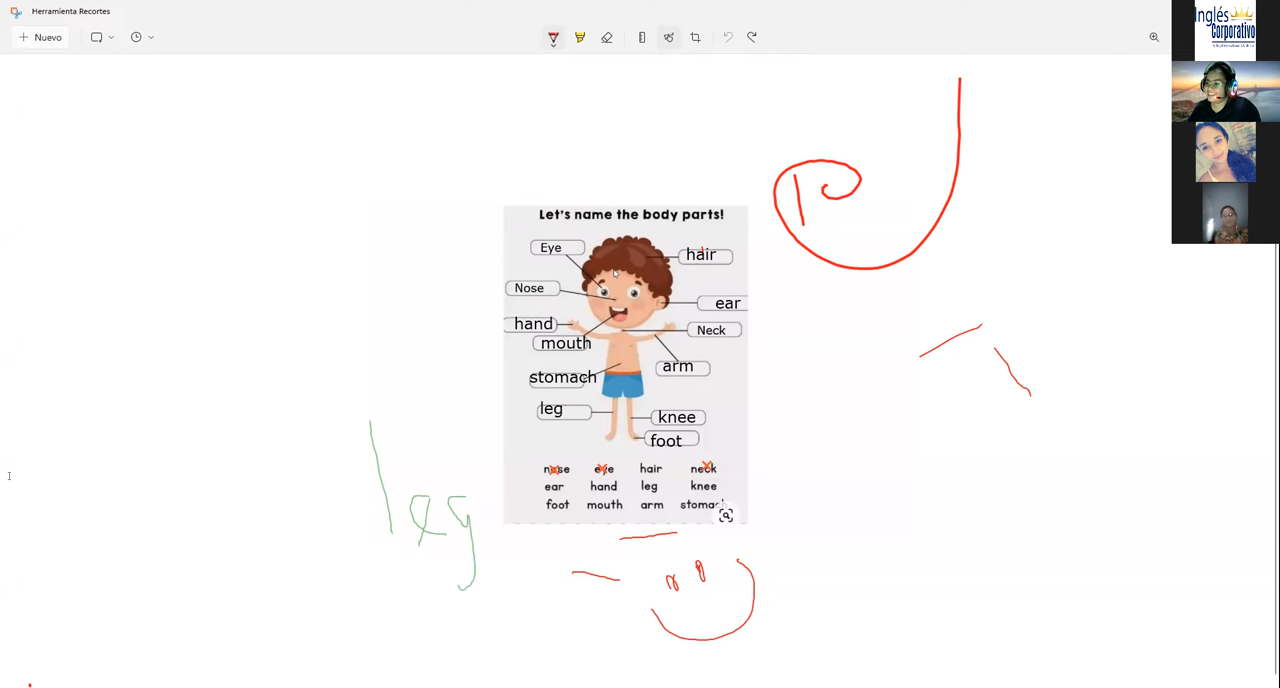 Herramienta Recortes
Nuevo
Inglés
Corporativo
Let's name the body parts!
Eye
hair
Nose
ear
hand
Neck
mouth
arm
stomach
leg
knee
foot
nose eye hair neck
ear hand leg knee
foot mouth arm stomach
leg